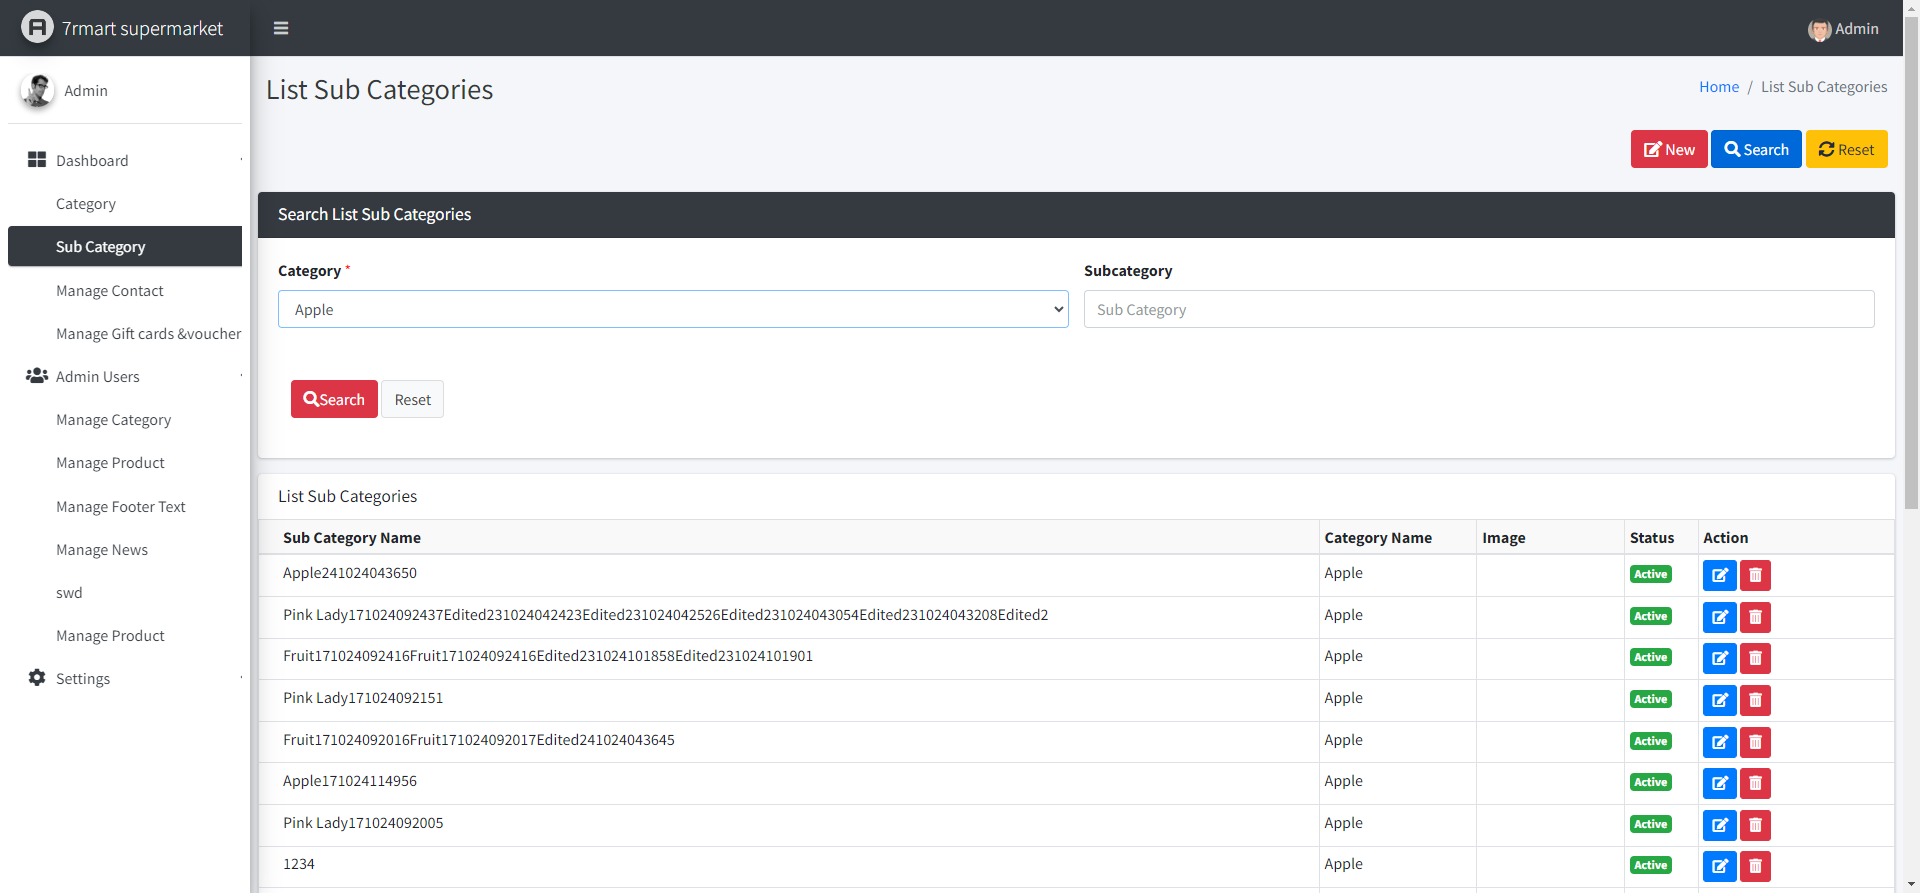 7rmart supermarket
Admin
Admin
Dashboard
Category
Sub Category
Manage Contact
Manage Gift cards &voucher
Admin Users
Manage Category
Manage Product
Manage Footer Text
Manage News
swd
Manage Product
Settings
List Sub Categories
Home / List Sub Categories
New Search Reset
Search List Sub Categories
Category * Subcategory
Apple Sub Category
Search Reset
List Sub Categories
Sub Category Name Category Name Image Status Action
Apple241024043650 Apple Active
Pink Lady171024092437Edited231024042423Edited231024042526Edited231024043054Edited231024043208Edited2 Apple Active
Fruit171024092416Fruit171024092416Edited231024101858Edited231024101901 Apple Active
Pink Lady171024092151 Apple Active
Fruit171024092016Fruit171024092017Edited241024043645 Apple Active
Apple171024114956 Apple Active
Pink Lady171024092005 Apple Active
1234 Apple Active